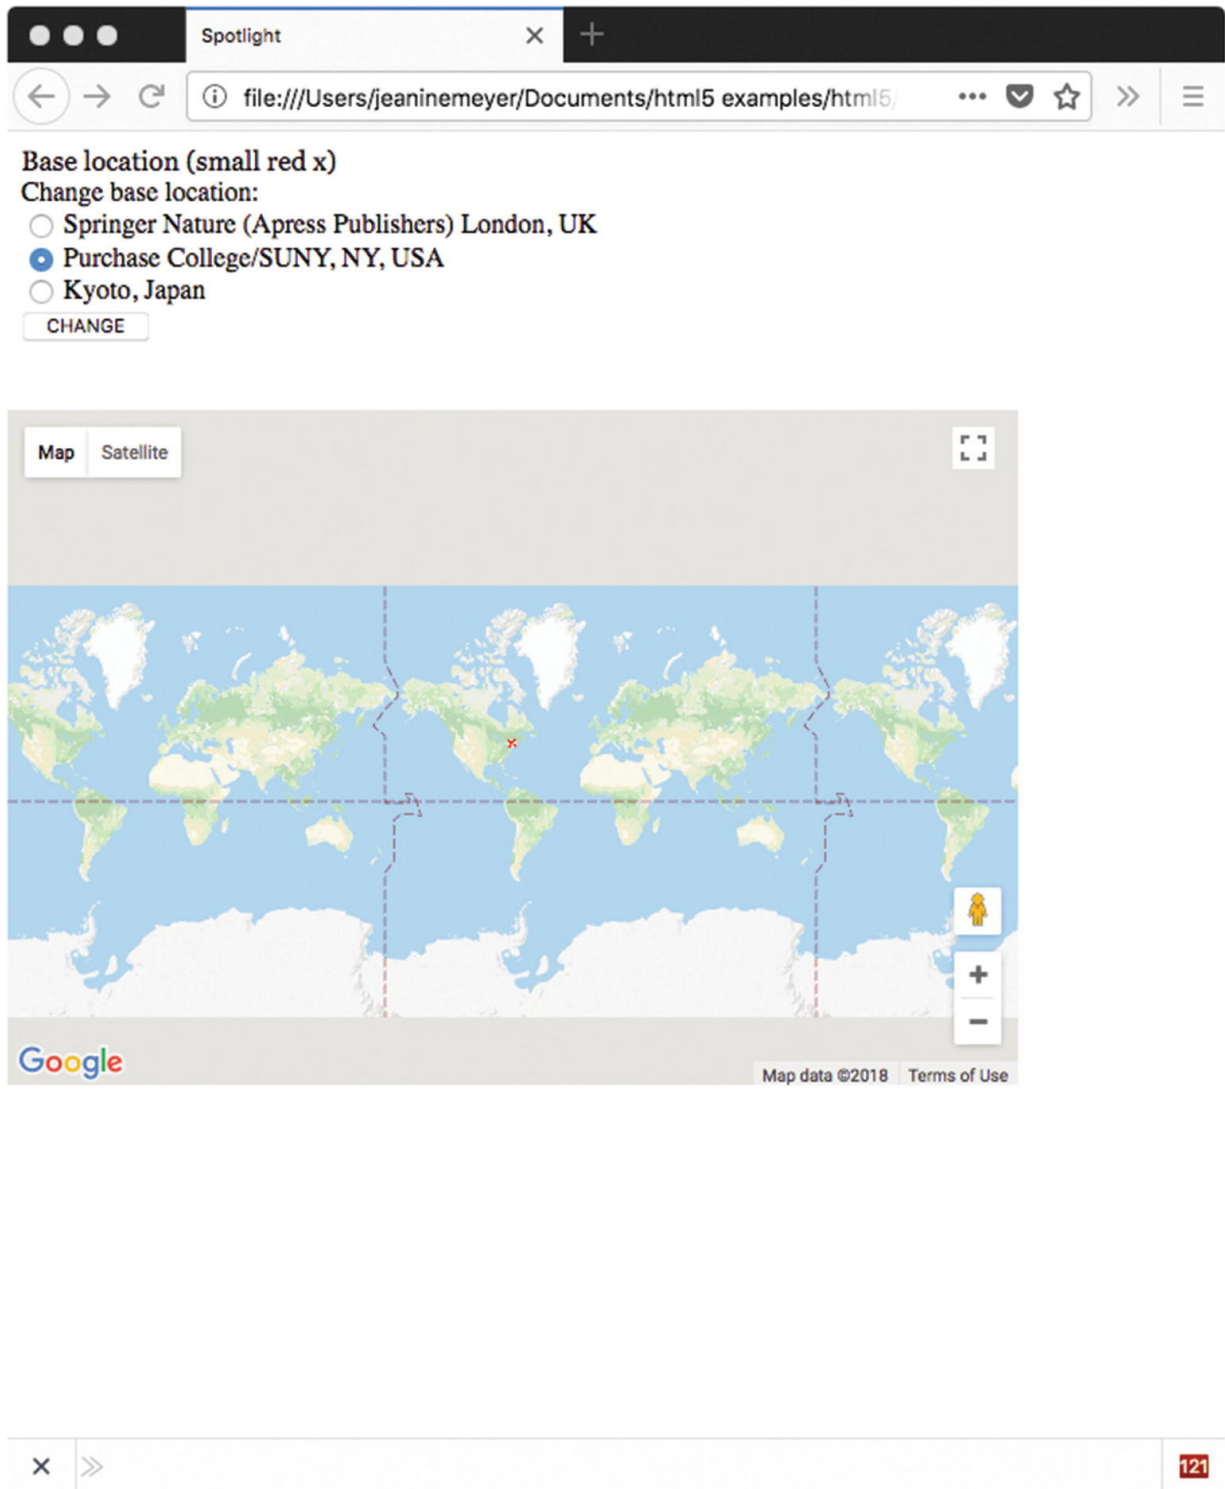 Spotlight
file:///Users/jeaninemeyer/Documents/html5 examples/html5/
Base location (small red x)
Change base location:
Springer Nature (Apress Publishers) London, UK
Purchase College/SUNY, NY, USA
Kyoto, Japan
CHANGE
Map Satellite
Google
Map data ©2018 Terms of Use
121